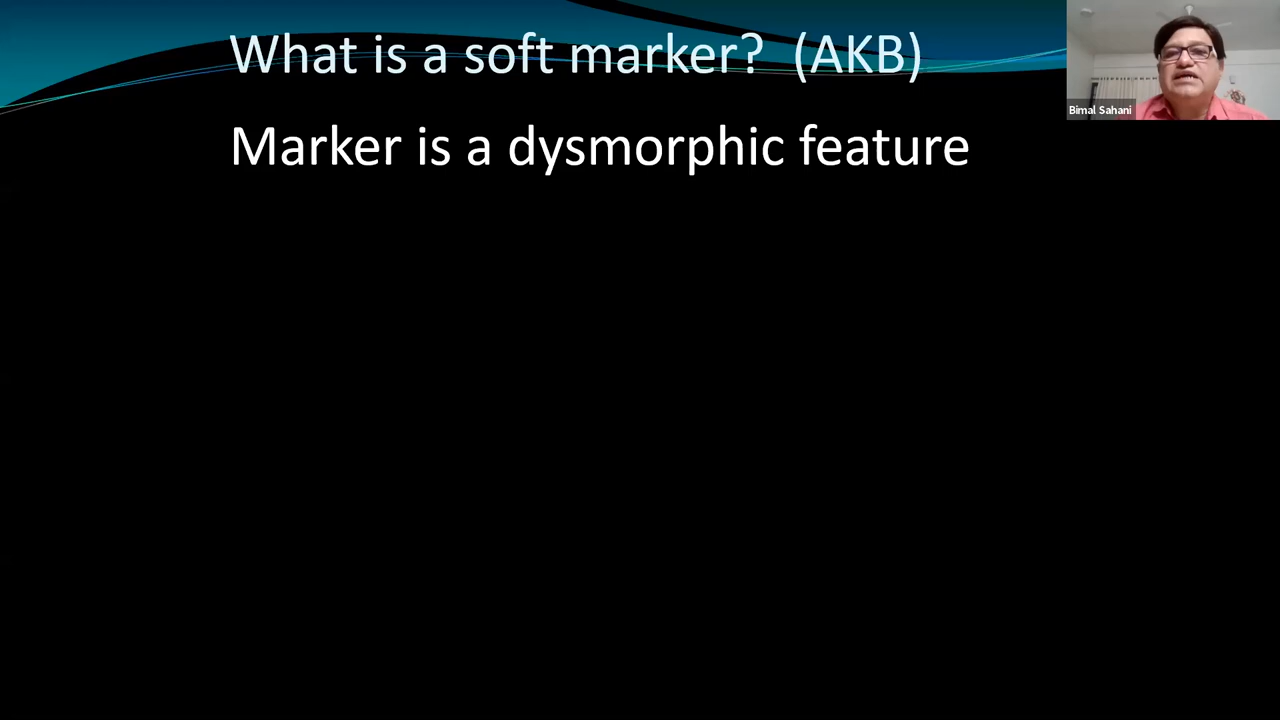 What is a soft marker? (AKB)
Bimal Sahani
Marker is a dysmorphic feature